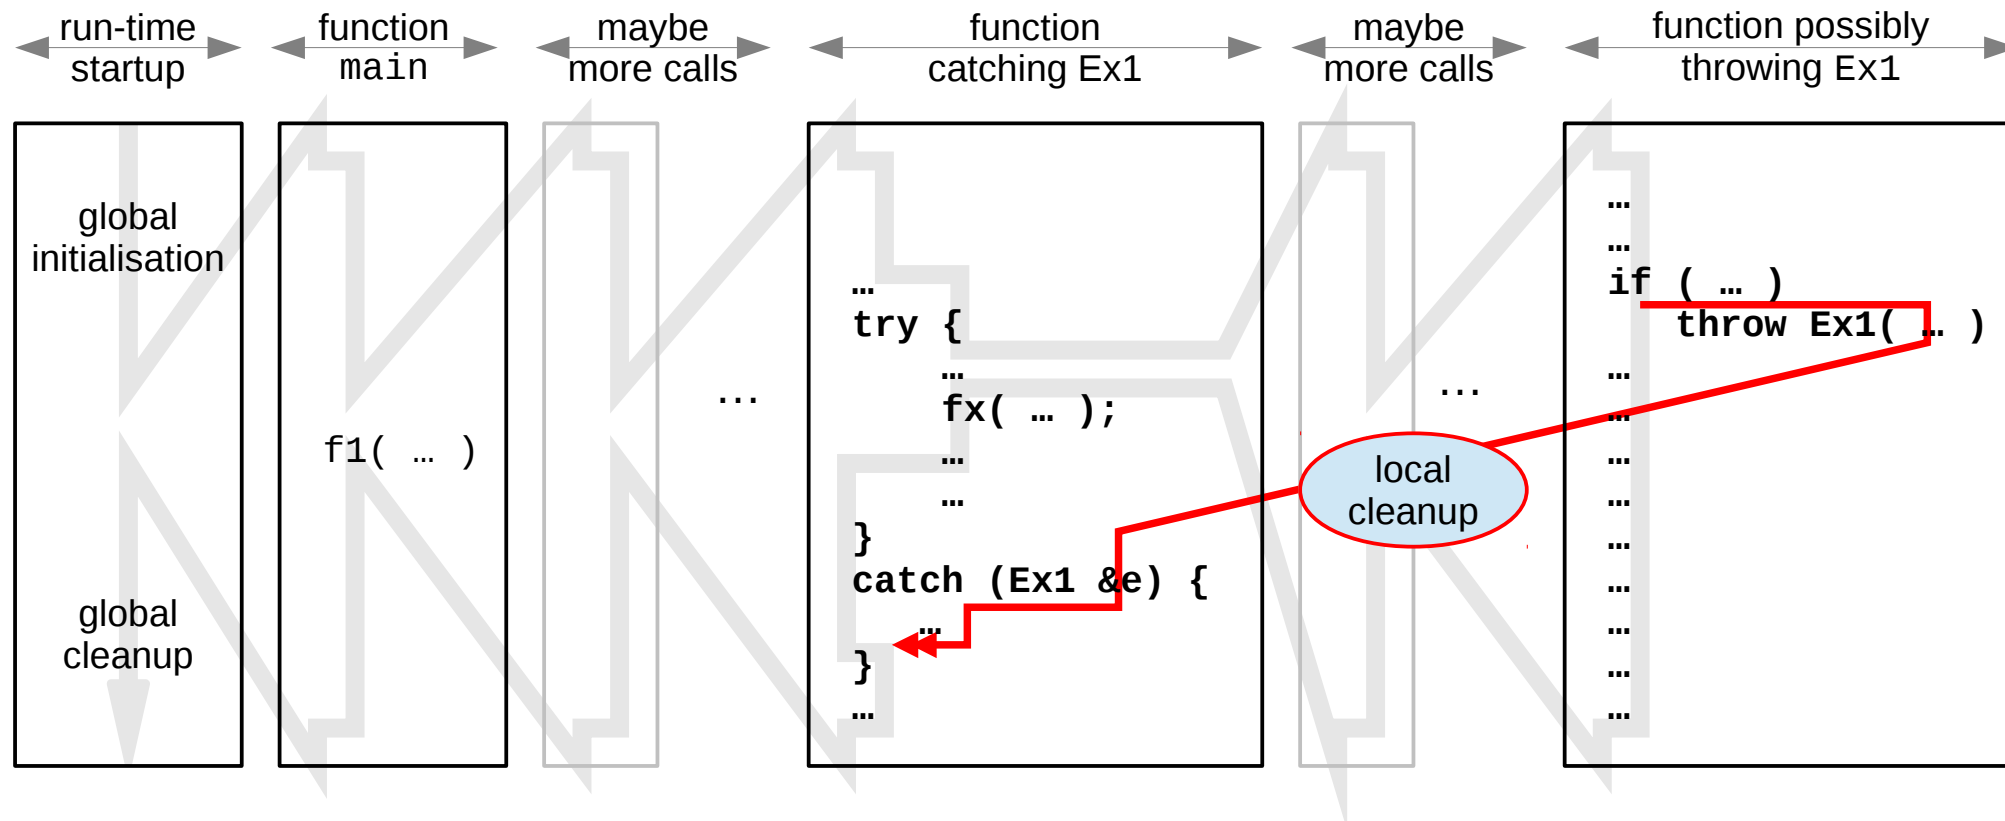 run-time
startup
function
main
maybe
more calls
function
catching Ex1
maybe
more calls
function possibly
throwing Ex1
global
initialisation
global
cleanup
f1( … )
…
…
try {
…
fx( … );
…
…
}
catch (Ex1 &e) {
…
}
…
…
local
cleanup
…
…
if ( … )
throw Ex1( … )
…
…
…
…
…
…
…
…
…